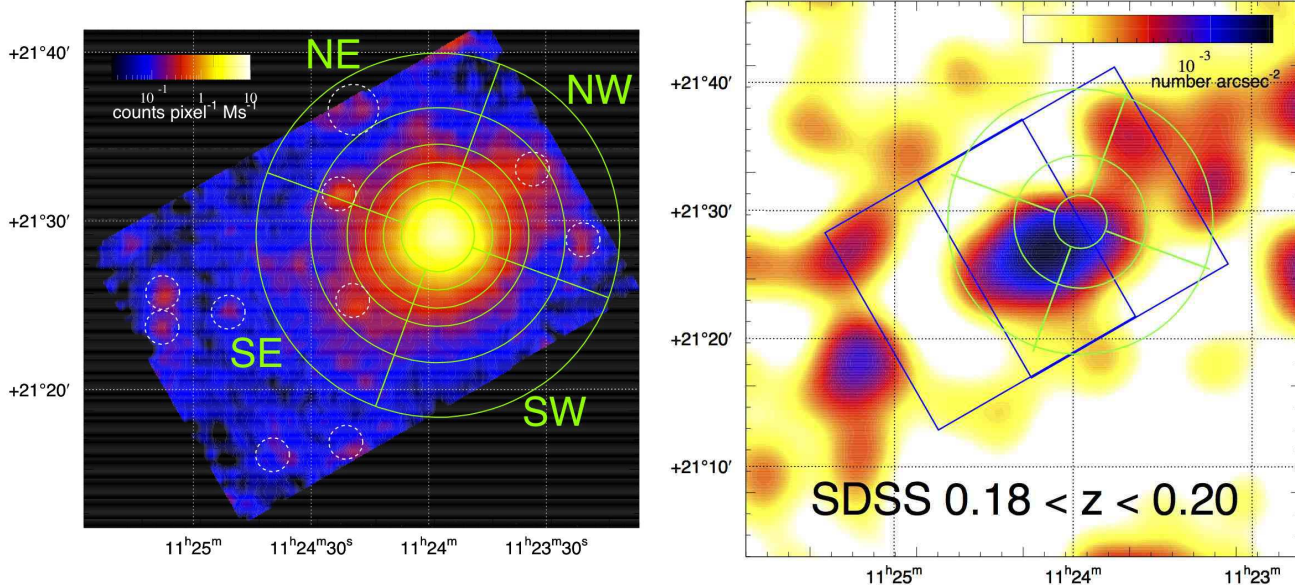 +21°40′
+21°30′
+21°20′
10⁻¹ 1 10
counts pixel⁻¹ Ms⁻¹
NE
NW
SE
SW
11ʰ25ᵐ 11ʰ24ᵐ30ˢ 11ʰ24ᵐ 11ʰ23ᵐ30ˢ
+21°40′
+21°30′
+21°20′
+21°10′
10⁻³
number arcsec⁻²
SDSS 0.18 < z < 0.20
11ʰ25ᵐ 11ʰ24ᵐ 11ʰ23ᵐ